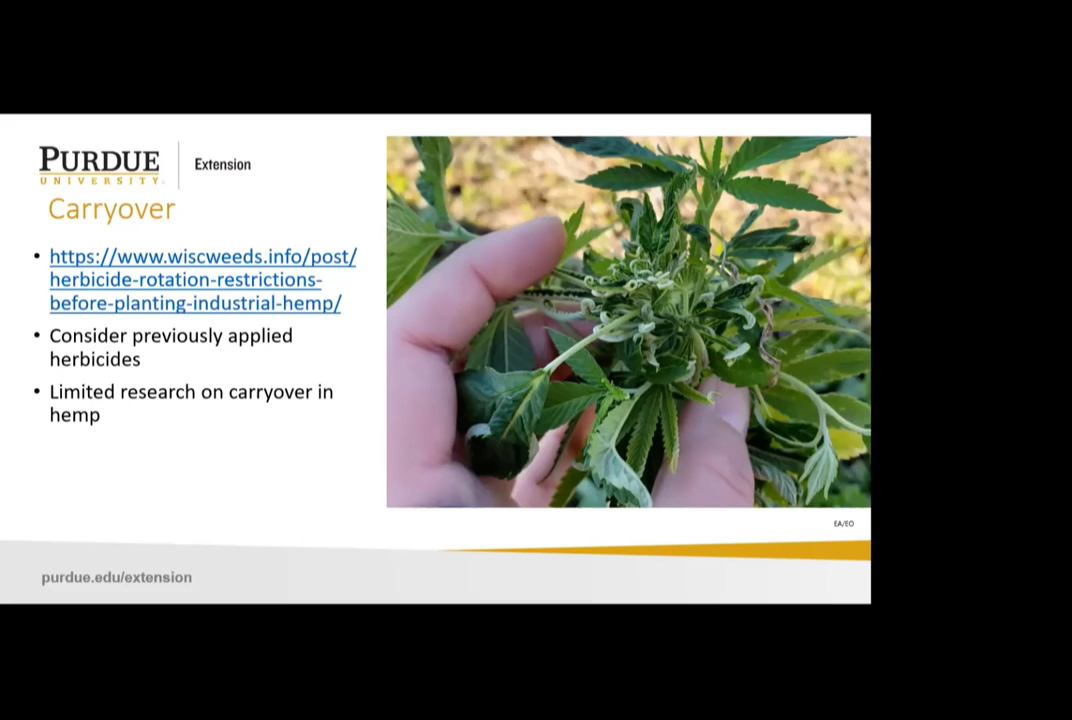 PURDUE
UNIVERSITY.
Extension
Carryover
• https://www.wiscweeds.info/post/
herbicide-rotation-restrictions-
before-planting-industrial-hemp/
• Consider previously applied
herbicides
• Limited research on carryover in
hemp
EA/EO
purdue.edu/extension